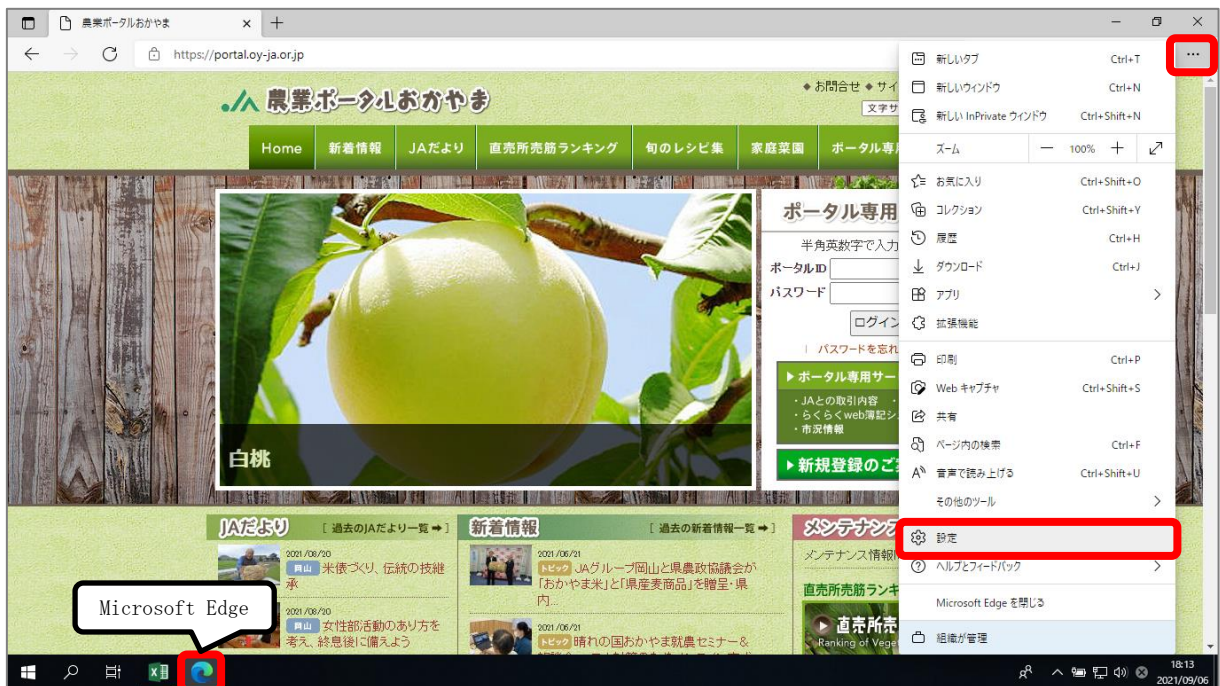 農業ポータルおかやま
https://portal.oy-ja.or.jp
農業ポータルおかやま
◆お問合せ ◆サイ
文字サ
Home 新着情報 JAだより 直売所売筋ランキング 旬のレシピ集 家庭菜園 ポータル専用
白桃
ポータル専用
半角英数字で入力
ポータルID
パスワード
ログイン
パスワードを忘れ
▶ポータル専用サー
・JAとの取引内容 ・
・らくらくweb簿記シ
・市況情報
▶新規登録のご案
JAだより [ 過去のJAだより一覧➡ ]
2021/08/20
岡山 米俵づくり、伝統の技継
承
2021/08/20
岡山 女性部活動のあり方を
考え、終息後に備えよう
新着情報 [ 過去の新着情報一覧➡ ]
2021/06/21
トピック JAグループ岡山と県農政協議会が
「おかやま米」と「県産麦商品」を贈呈・県
内...
2021/06/21
トピック 晴れの国おかやま就農セミナー&
メンテナンス
メンテナンス情報
直売所売筋ランキ
直売所売
Ranking of Veget
新しいタブ Ctrl+T
新しいウィンドウ Ctrl+N
新しい InPrivate ウィンドウ Ctrl+Shift+N
ズーム — 100% +
お気に入り Ctrl+Shift+O
コレクション Ctrl+Shift+Y
履歴 Ctrl+H
ダウンロード Ctrl+J
アプリ
拡張機能
印刷 Ctrl+P
Web キャプチャ Ctrl+Shift+S
共有
ページ内の検索 Ctrl+F
音声で読み上げる Ctrl+Shift+U
その他のツール
設定
ヘルプとフィードバック
Microsoft Edge を閉じる
組織が管理
Microsoft Edge
18:13
2021/09/06